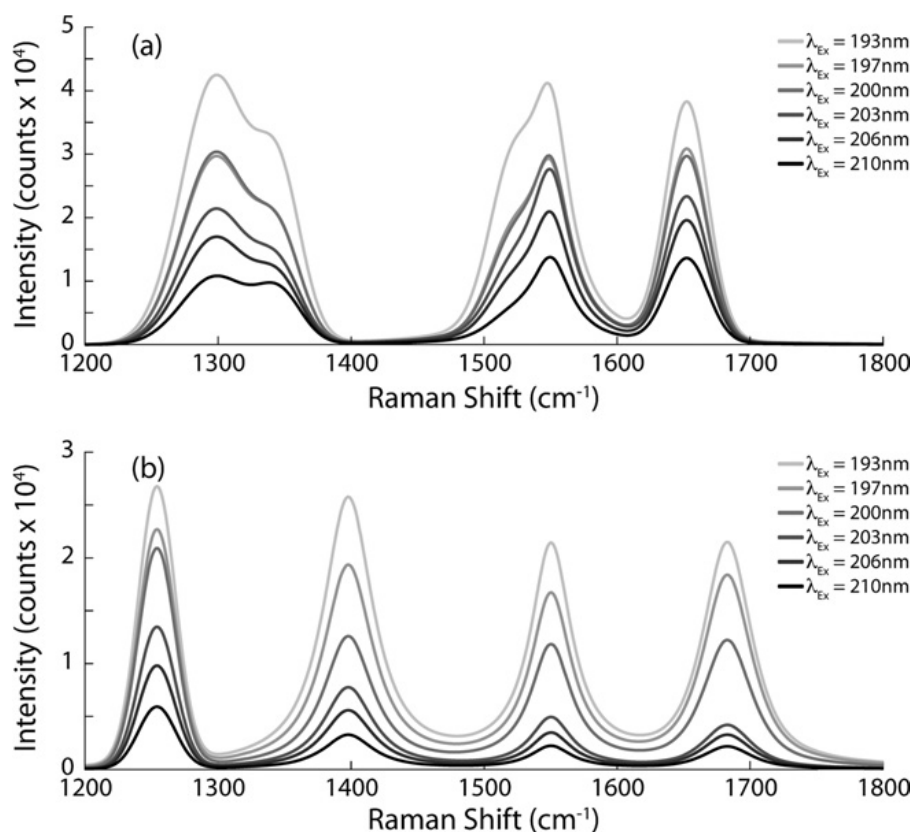 (a)
Intensity (counts x 10⁴)
5
4
3
2
1
0
λEx = 193nm
λEx = 197nm
λEx = 200nm
λEx = 203nm
λEx = 206nm
λEx = 210nm
1200 1300 1400 1500 1600 1700 1800
Raman Shift (cm⁻¹)
(b)
Intensity (counts x 10⁴)
3
2
1
0
λEx = 193nm
λEx = 197nm
λEx = 200nm
λEx = 203nm
λEx = 206nm
λEx = 210nm
1200 1300 1400 1500 1600 1700 1800
Raman Shift (cm⁻¹)